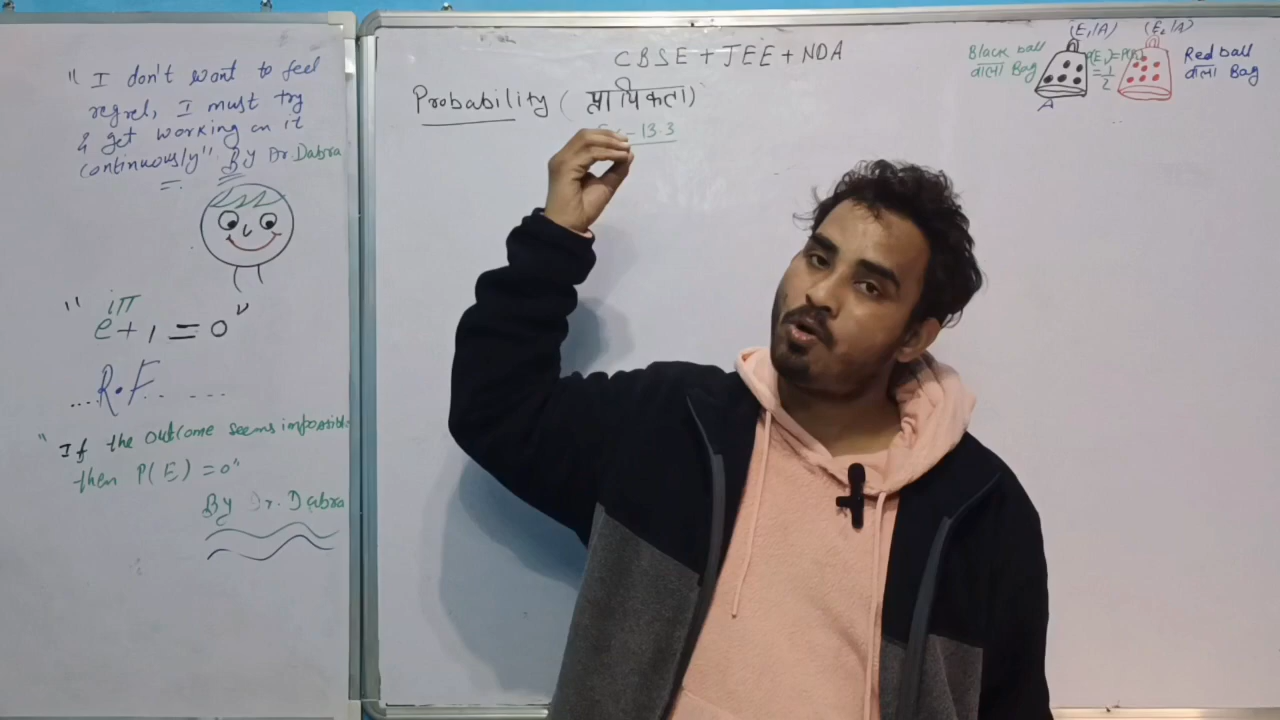 " I don't want to feel
regret, I must try
& get working on it
continuously" By Dr Dabra
" e^iπ + 1 = 0 "
... R.F. . . . .
" If the outcome seems impossible
then P(E) = 0"
By Dr. Dabra
CBSE + JEE + NDA
Probability ( प्रायिकता )
Ex - 13.3
(E₁/A) (E₂/A)
Black ball
वाला Bag
A
= 1/2
Red ball
वाला Bag